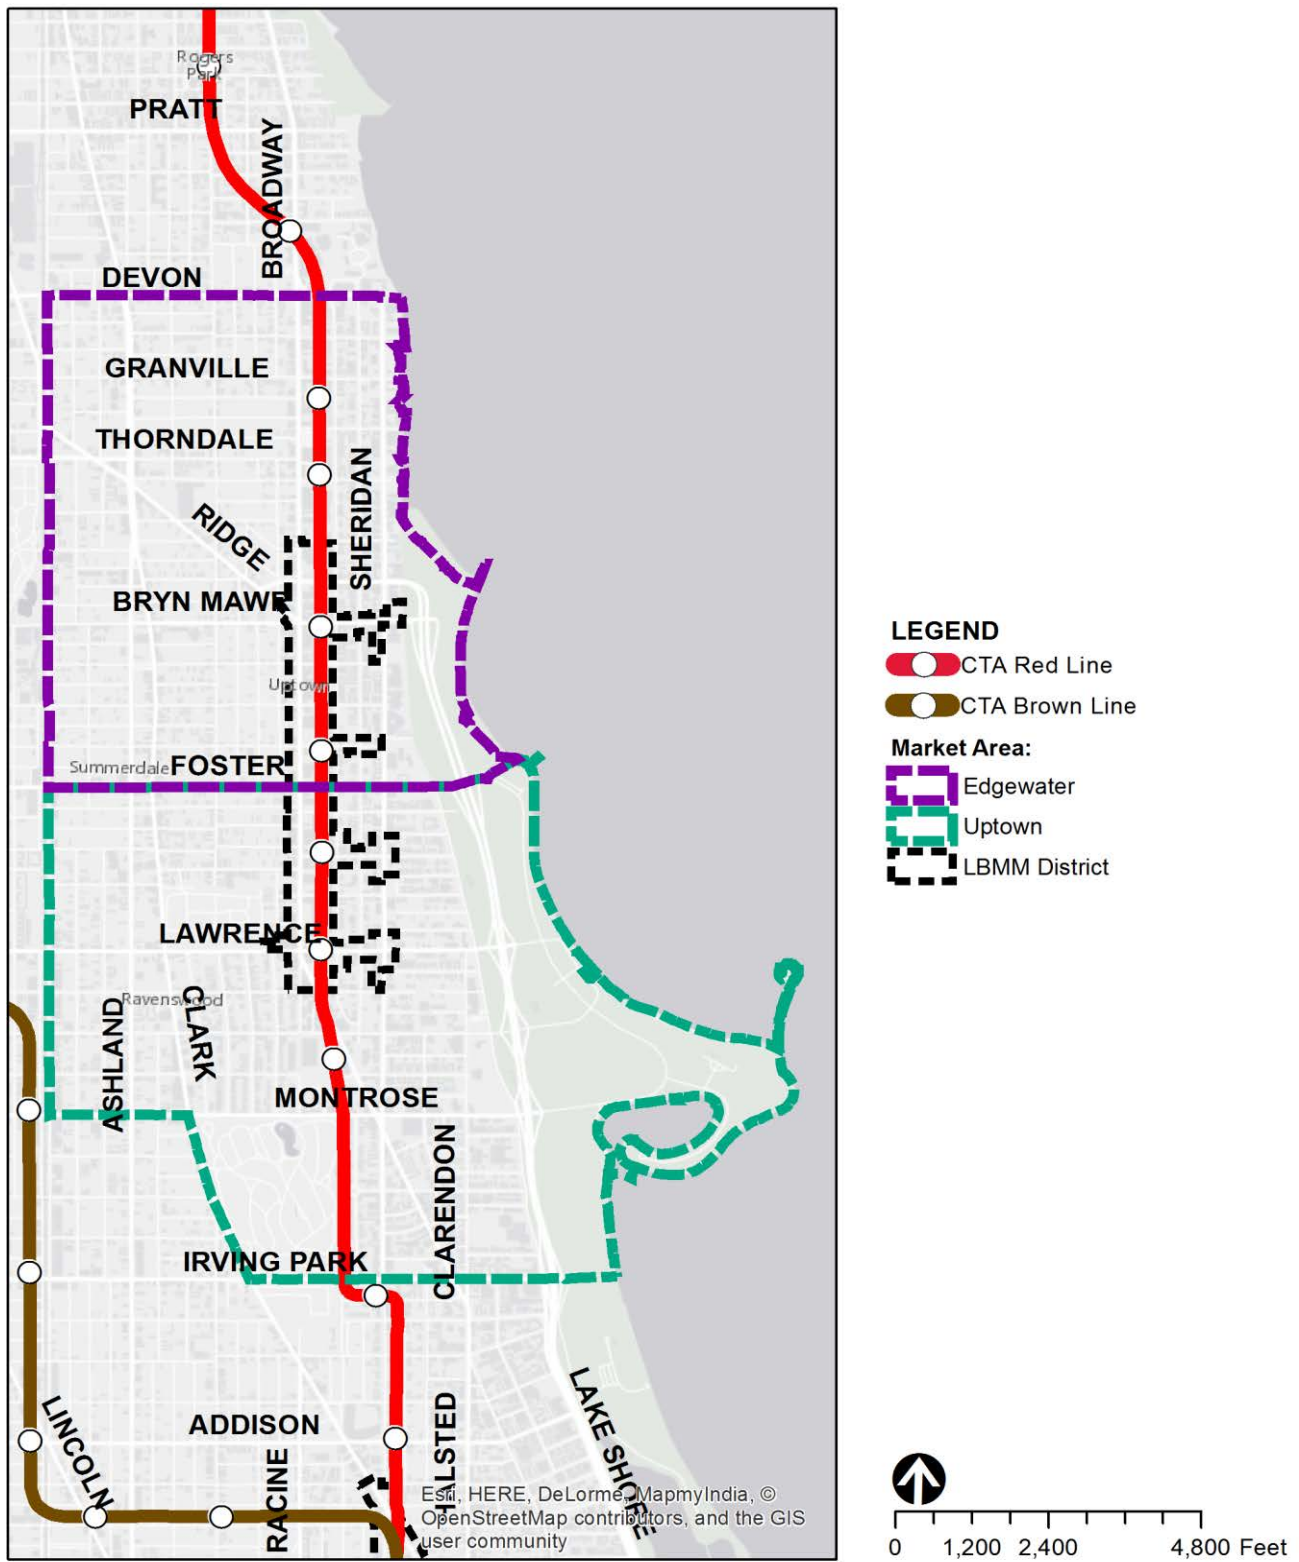 Rogers
Park
PRATT
BROADWAY
DEVON
GRANVILLE
THORNDALE
SHERIDAN
RIDGE
BRYN MAWR
Uptown
Summerdale
FOSTER
LAWRENCE
Ravenswood
CLARK
ASHLAND
MONTROSE
CLARENDON
IRVING PARK
LINCOLN
ADDISON
RACINE
HALSTED
LAKE SHORE
Esri, HERE, DeLorme, MapmyIndia, ©
OpenStreetMap contributors, and the GIS
user community
LEGEND
CTA Red Line
CTA Brown Line
Market Area:
Edgewater
Uptown
LBMM District
0 1,200 2,400 4,800 Feet